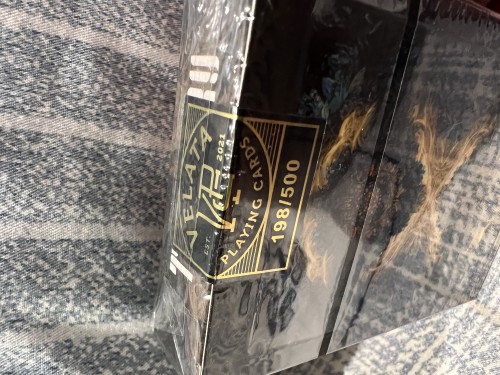 VELATA
EST. 2021
PLAYING CARDS
198/500